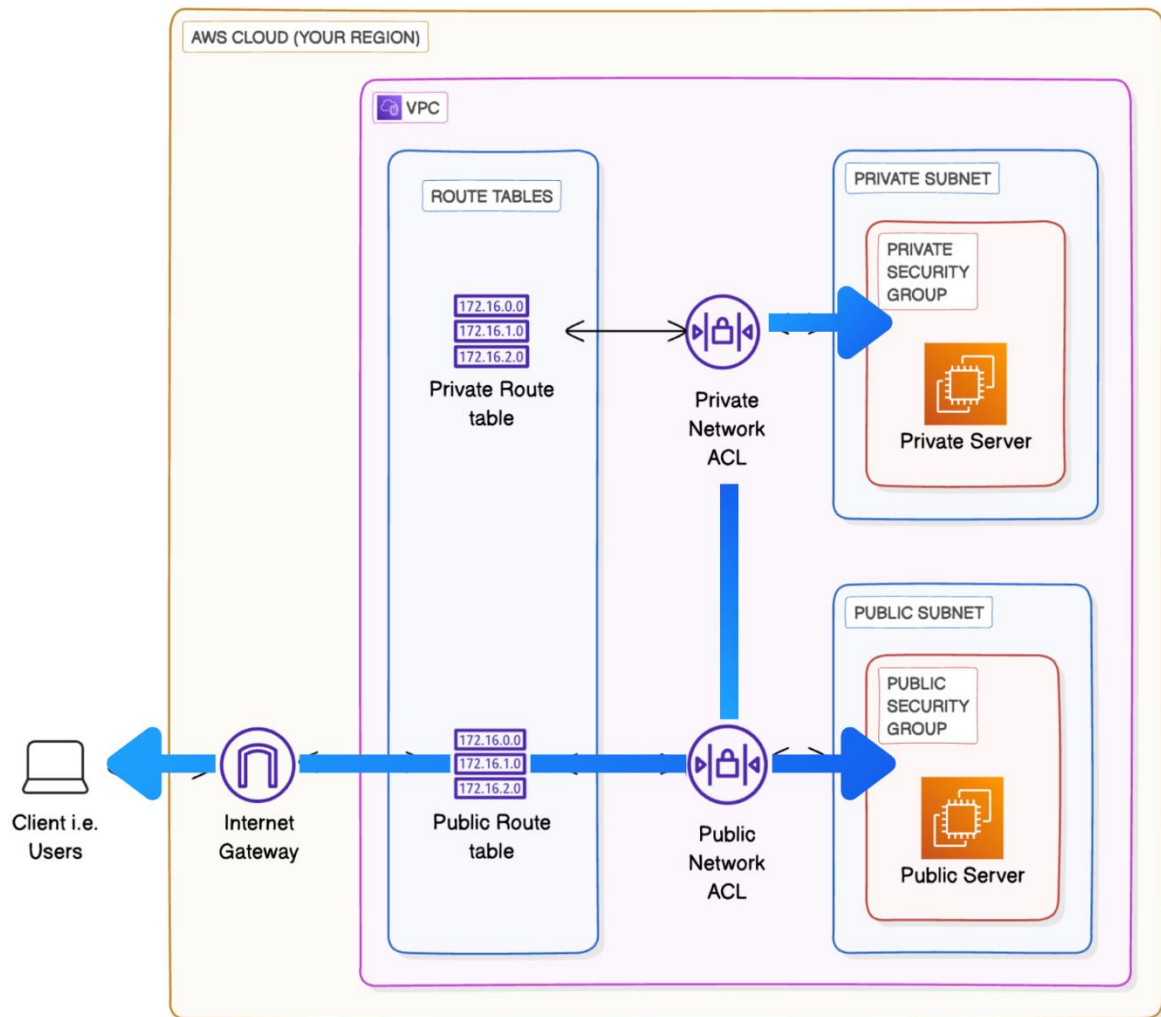 AWS CLOUD (YOUR REGION)
VPC
ROUTE TABLES
172.16.0.0
172.16.1.0
172.16.2.0
Private Route
table
Private
Network
ACL
PRIVATE SUBNET
PRIVATE
SECURITY
GROUP
Private Server
PUBLIC SUBNET
PUBLIC
SECURITY
GROUP
Public Server
Client i.e.
Users
Internet
Gateway
172.16.0.0
172.16.1.0
172.16.2.0
Public Route
table
Public
Network
ACL